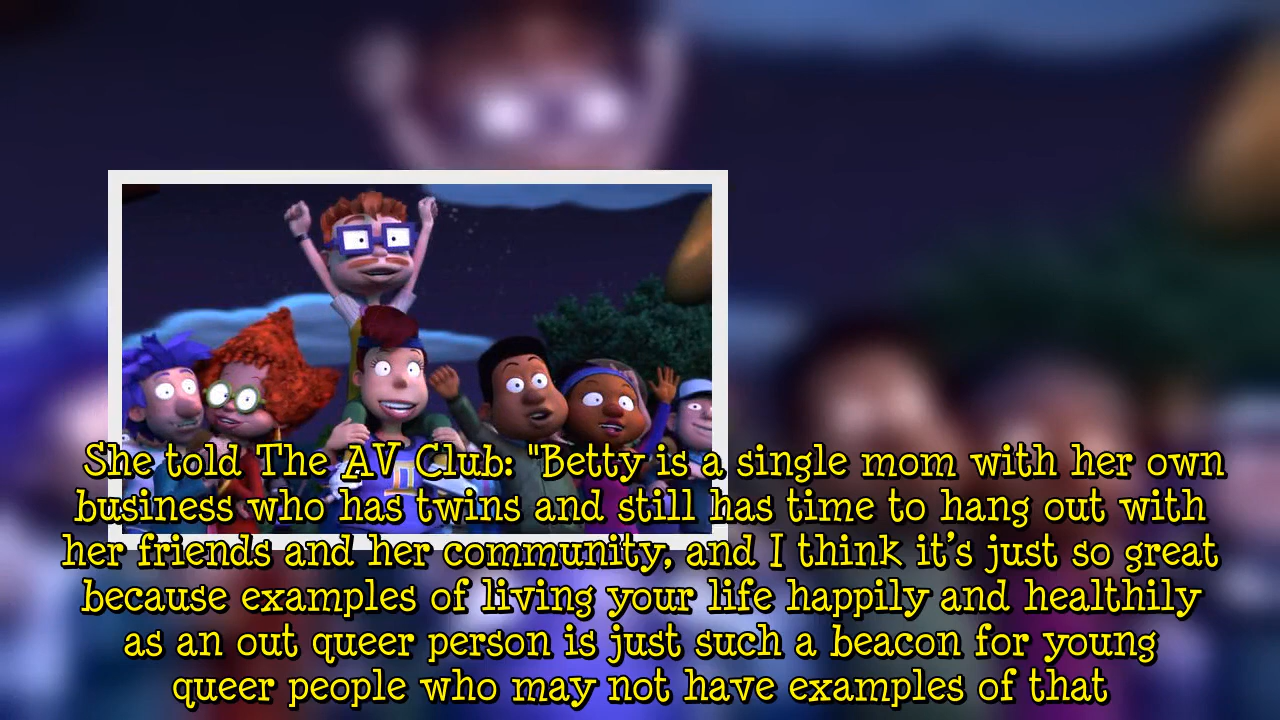 She told The AV Club: "Betty is a single mom with her own
business who has twins and still has time to hang out with
her friends and her community, and I think it's just so great
because examples of living your life happily and healthily
as an out queer person is just such a beacon for young
queer people who may not have examples of that